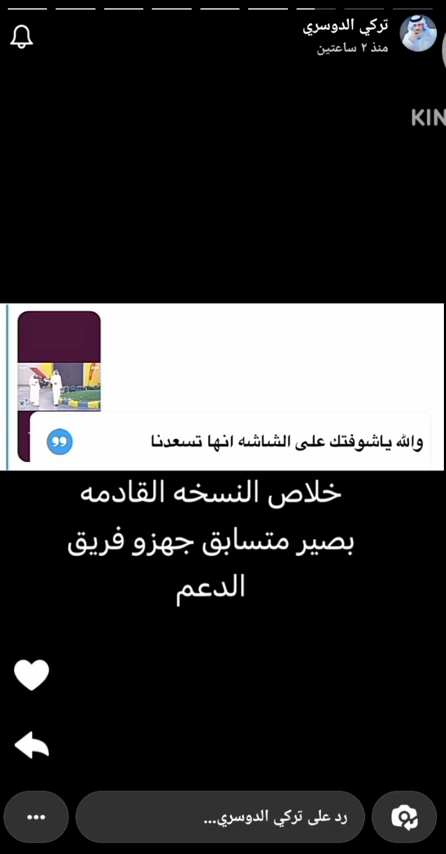 تركي الدوسري
منذ ٢ ساعتين
KIN
والله ياشوفتك على الشاشه انها تسعدنا
خلاص النسخه القادمه
بصير متسابق جهزو فريق
الدعم
رد على تركي الدوسري...